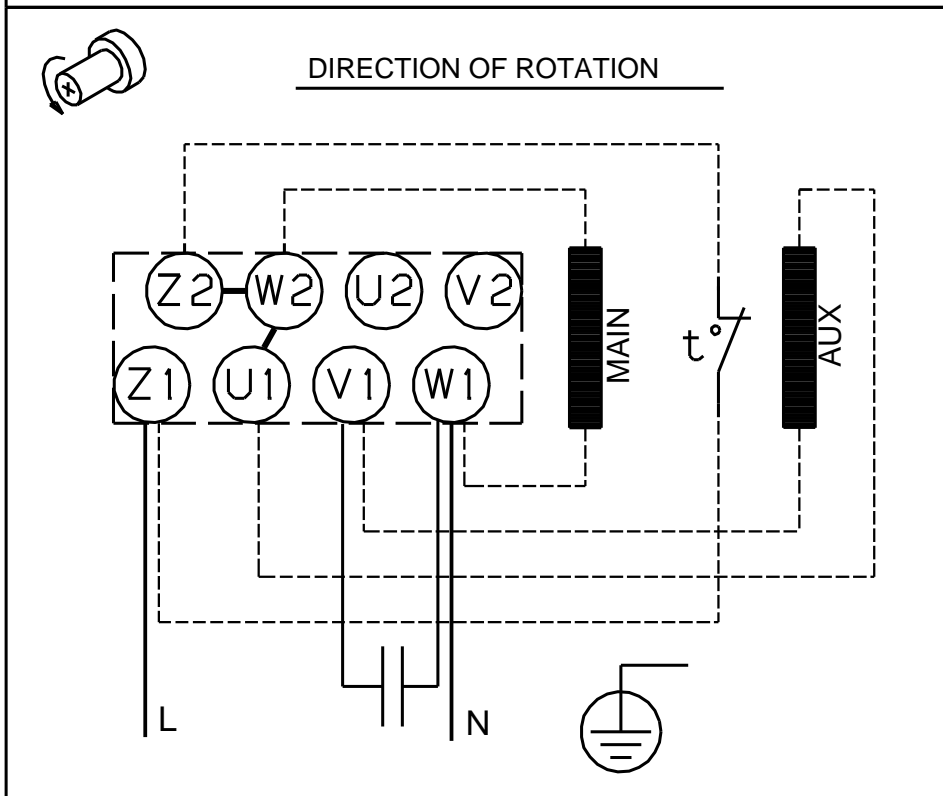 DIRECTION OF ROTATION
Z2 W2 U2 V2
Z1 U1 V1 W1
MAIN
t°
AUX
L
N